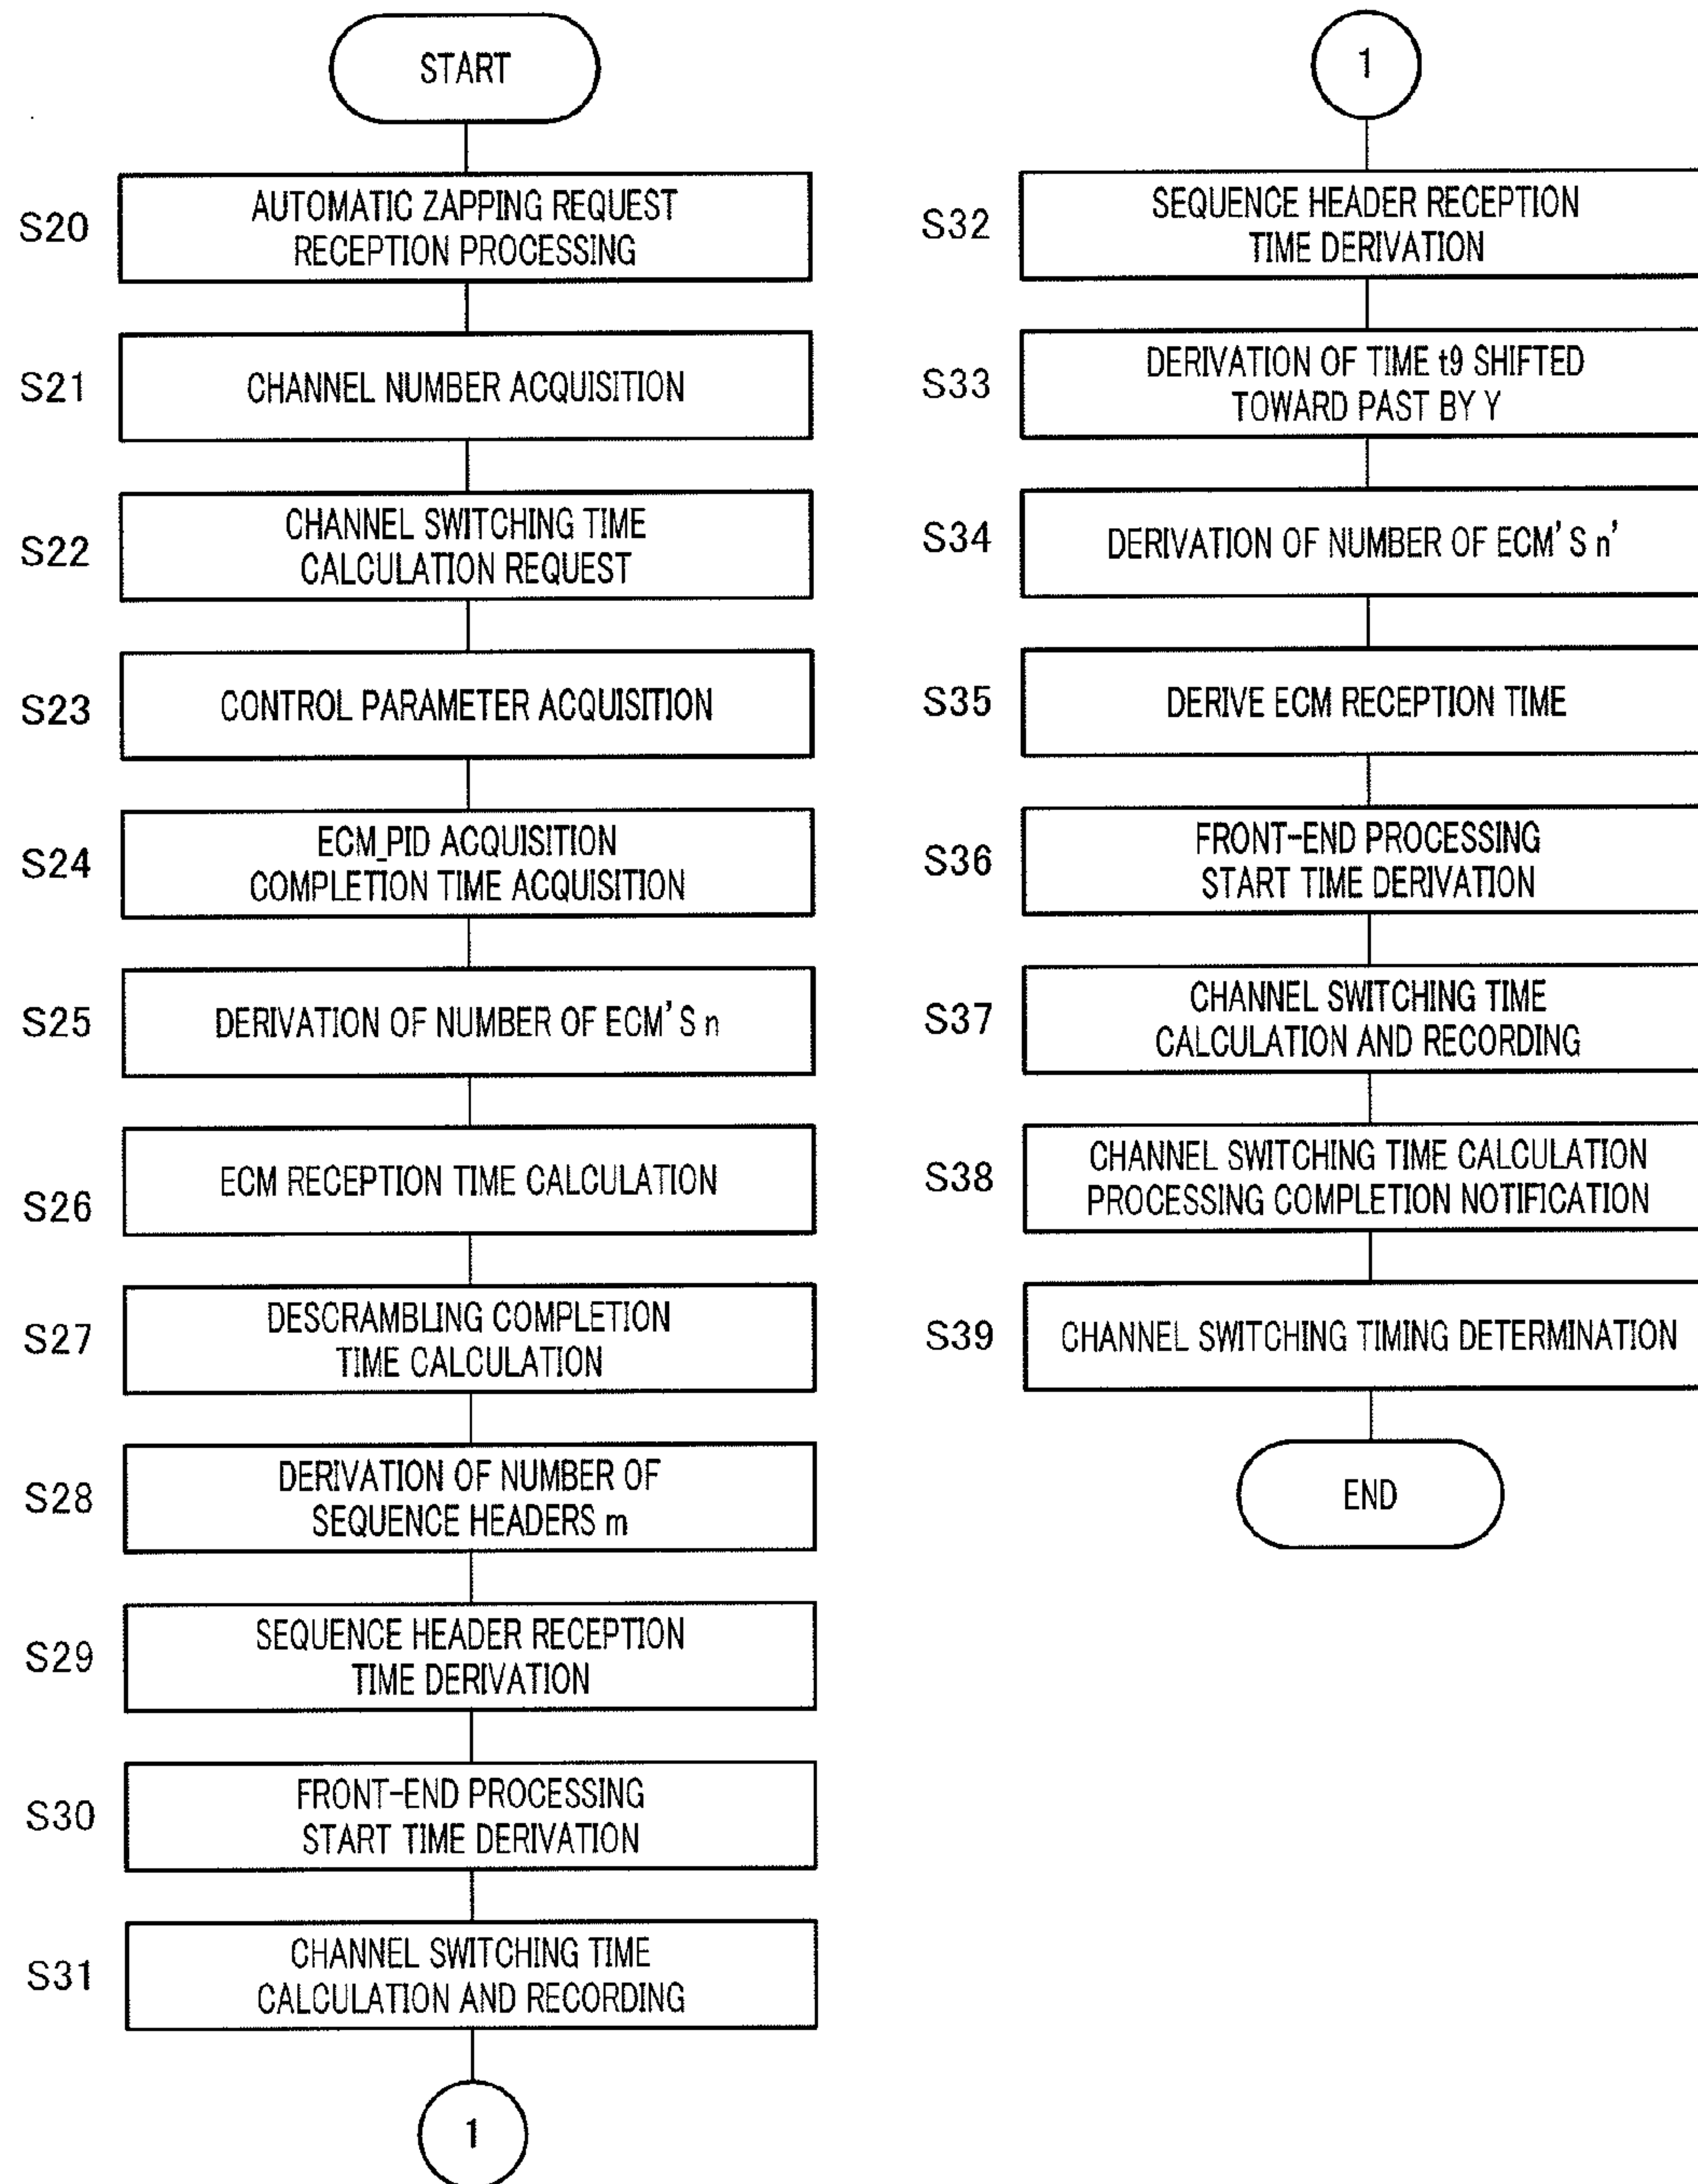 START
S20
AUTOMATIC ZAPPING REQUEST
RECEPTION PROCESSING
S21
CHANNEL NUMBER ACQUISITION
S22
CHANNEL SWITCHING TIME
CALCULATION REQUEST
S23
CONTROL PARAMETER ACQUISITION
S24
ECM_PID ACQUISITION
COMPLETION TIME ACQUISITION
S25
DERIVATION OF NUMBER OF ECM'S n
S26
ECM RECEPTION TIME CALCULATION
S27
DESCRAMBLING COMPLETION
TIME CALCULATION
S28
DERIVATION OF NUMBER OF
SEQUENCE HEADERS m
S29
SEQUENCE HEADER RECEPTION
TIME DERIVATION
S30
FRONT-END PROCESSING
START TIME DERIVATION
S31
CHANNEL SWITCHING TIME
CALCULATION AND RECORDING
1
1
S32
SEQUENCE HEADER RECEPTION
TIME DERIVATION
S33
DERIVATION OF TIME t9 SHIFTED
TOWARD PAST BY Y
S34
DERIVATION OF NUMBER OF ECM'S n'
S35
DERIVE ECM RECEPTION TIME
S36
FRONT-END PROCESSING
START TIME DERIVATION
S37
CHANNEL SWITCHING TIME
CALCULATION AND RECORDING
S38
CHANNEL SWITCHING TIME CALCULATION
PROCESSING COMPLETION NOTIFICATION
S39
CHANNEL SWITCHING TIMING DETERMINATION
END